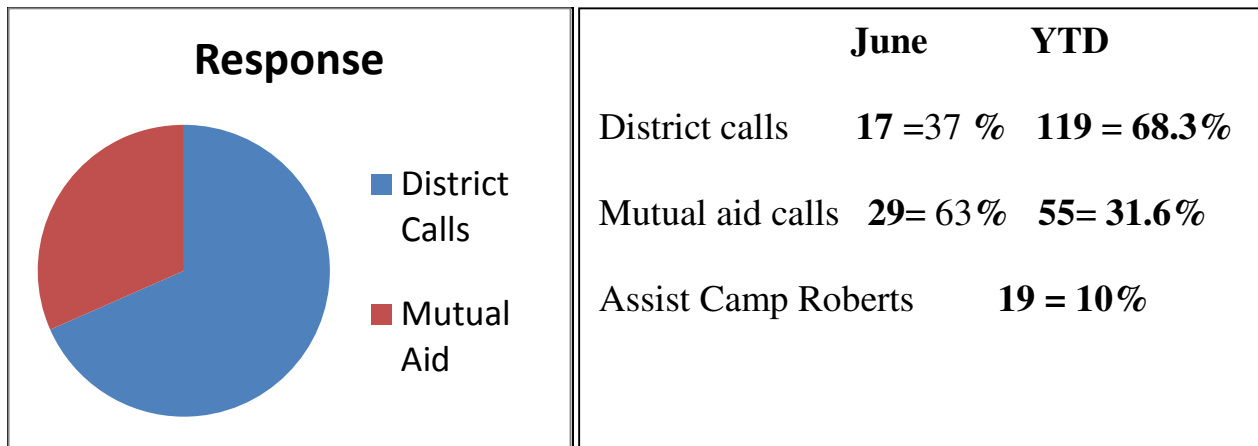 Response
District
Calls
Mutual
Aid
June YTD
District calls 17 =37 % 119 = 68.3%
Mutual aid calls 29= 63% 55= 31.6%
Assist Camp Roberts 19 = 10%